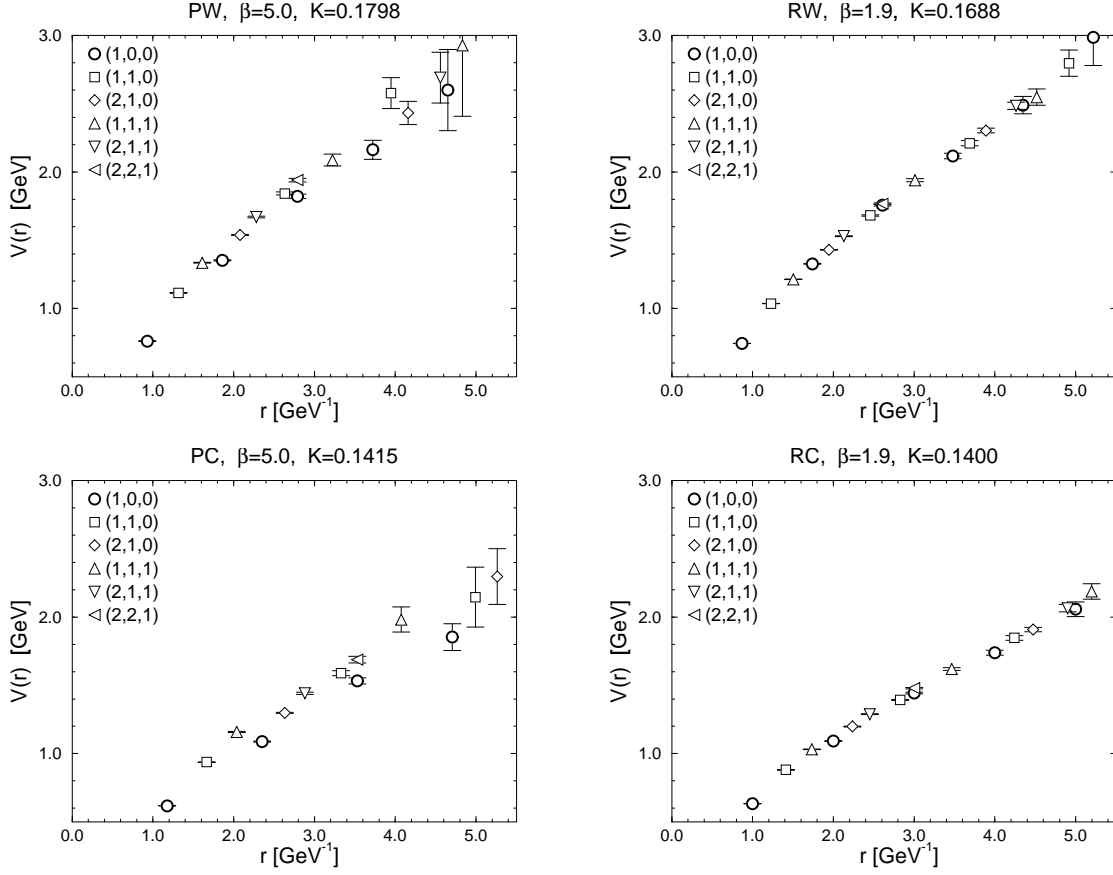 PW, β=5.0, K=0.1798
3.0
2.0
1.0
V(r) [GeV]
(1,0,0)
(1,1,0)
(2,1,0)
(1,1,1)
(2,1,1)
(2,2,1)
0.0 1.0 2.0 3.0 4.0 5.0
r [GeV⁻¹]
RW, β=1.9, K=0.1688
3.0
2.0
1.0
V(r) [GeV]
(1,0,0)
(1,1,0)
(2,1,0)
(1,1,1)
(2,1,1)
(2,2,1)
0.0 1.0 2.0 3.0 4.0 5.0
r [GeV⁻¹]
PC, β=5.0, K=0.1415
3.0
2.0
1.0
V(r) [GeV]
(1,0,0)
(1,1,0)
(2,1,0)
(1,1,1)
(2,1,1)
(2,2,1)
0.0 1.0 2.0 3.0 4.0 5.0
r [GeV⁻¹]
RC, β=1.9, K=0.1400
3.0
2.0
1.0
V(r) [GeV]
(1,0,0)
(1,1,0)
(2,1,0)
(1,1,1)
(2,1,1)
(2,2,1)
0.0 1.0 2.0 3.0 4.0 5.0
r [GeV⁻¹]